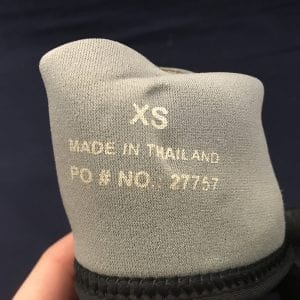 XS
MADE IN THAILAND
PO # NO.: 27757